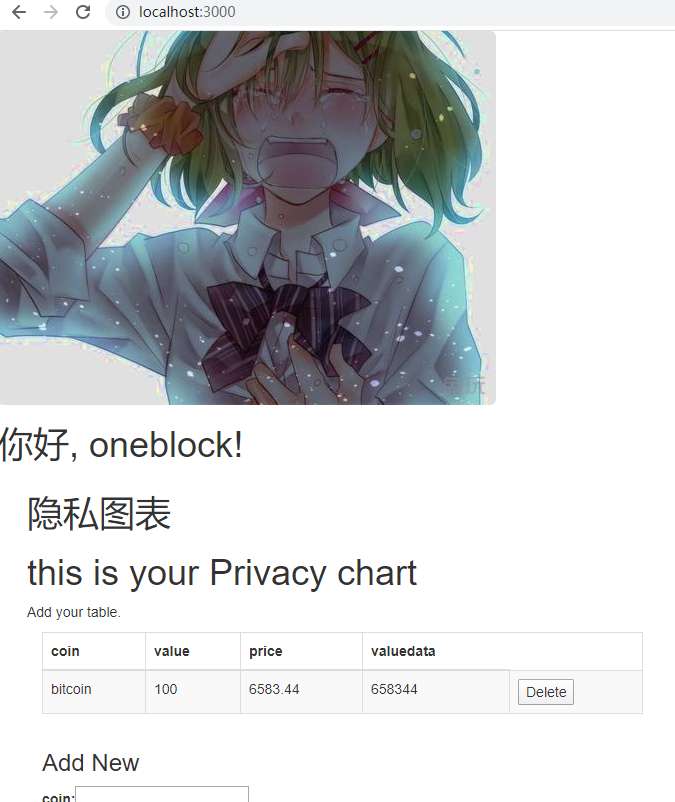 localhost:3000
你好, oneblock!
隐私图表
this is your Privacy chart
Add your table.
coin value price valuedata
bitcoin 100 6583.44 658344 Delete
Add New
coin: